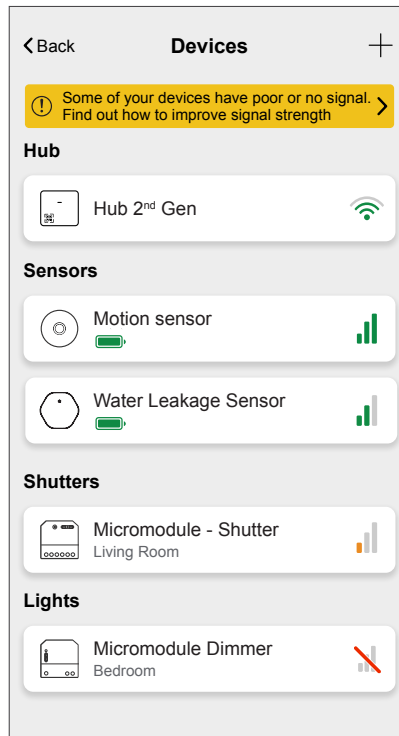 Back
Devices
Some of your devices have poor or no signal.
Find out how to improve signal strength
Hub
Hub 2nd Gen
Sensors
Motion sensor
Water Leakage Sensor
Shutters
Micromodule - Shutter
Living Room
Lights
Micromodule Dimmer
Bedroom